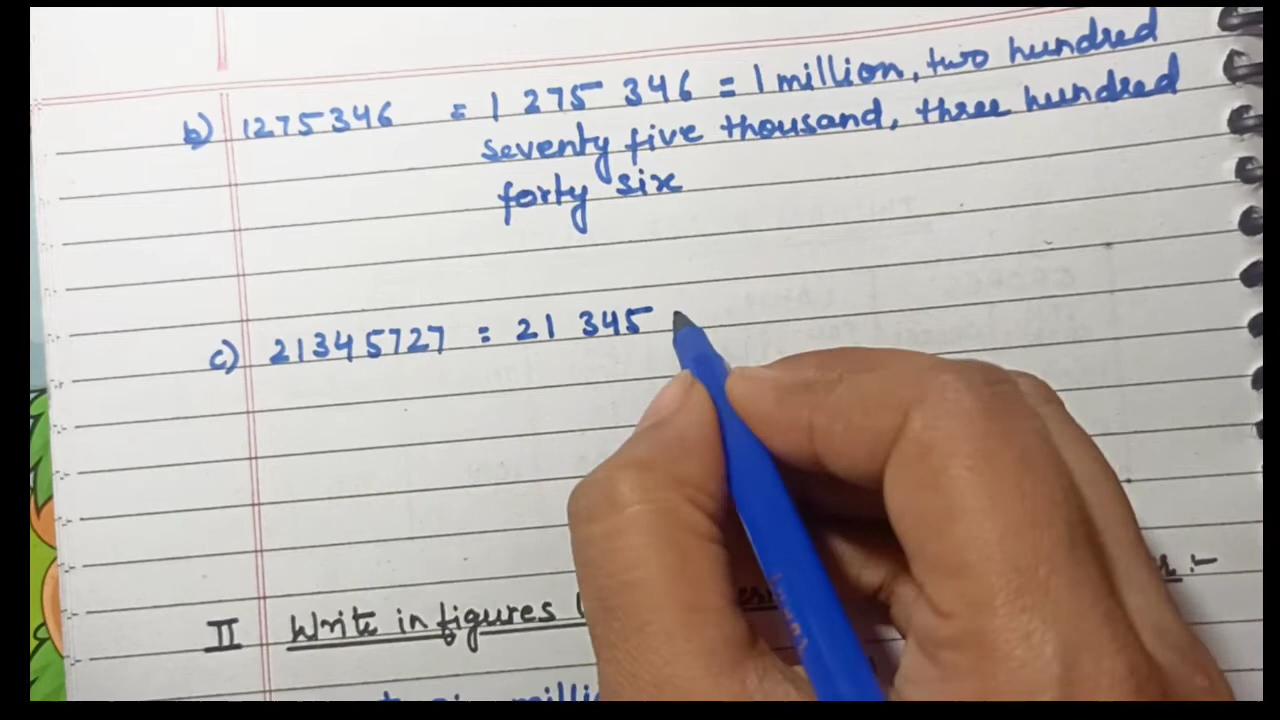 b) 1275346 = 1 275 346 = 1 million, two hundred
seventy five thousand, three hundred
forty six
c) 21345727 = 21 345
II Write in figures
millio